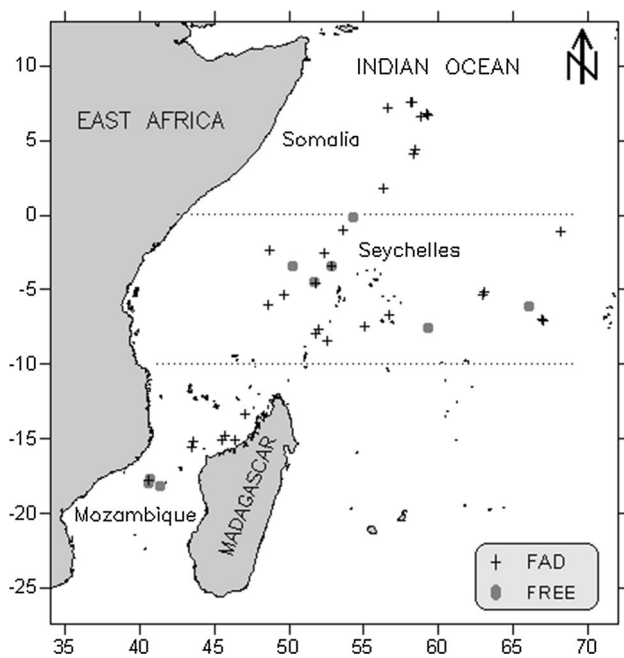 10
INDIAN OCEAN
N
EAST AFRICA
5
Somalia
0
Seychelles
-5
-10
-15
MADAGASCAR
Mozambique
-20
FAD
FREE
-25
35 40 45 50 55 60 65 70